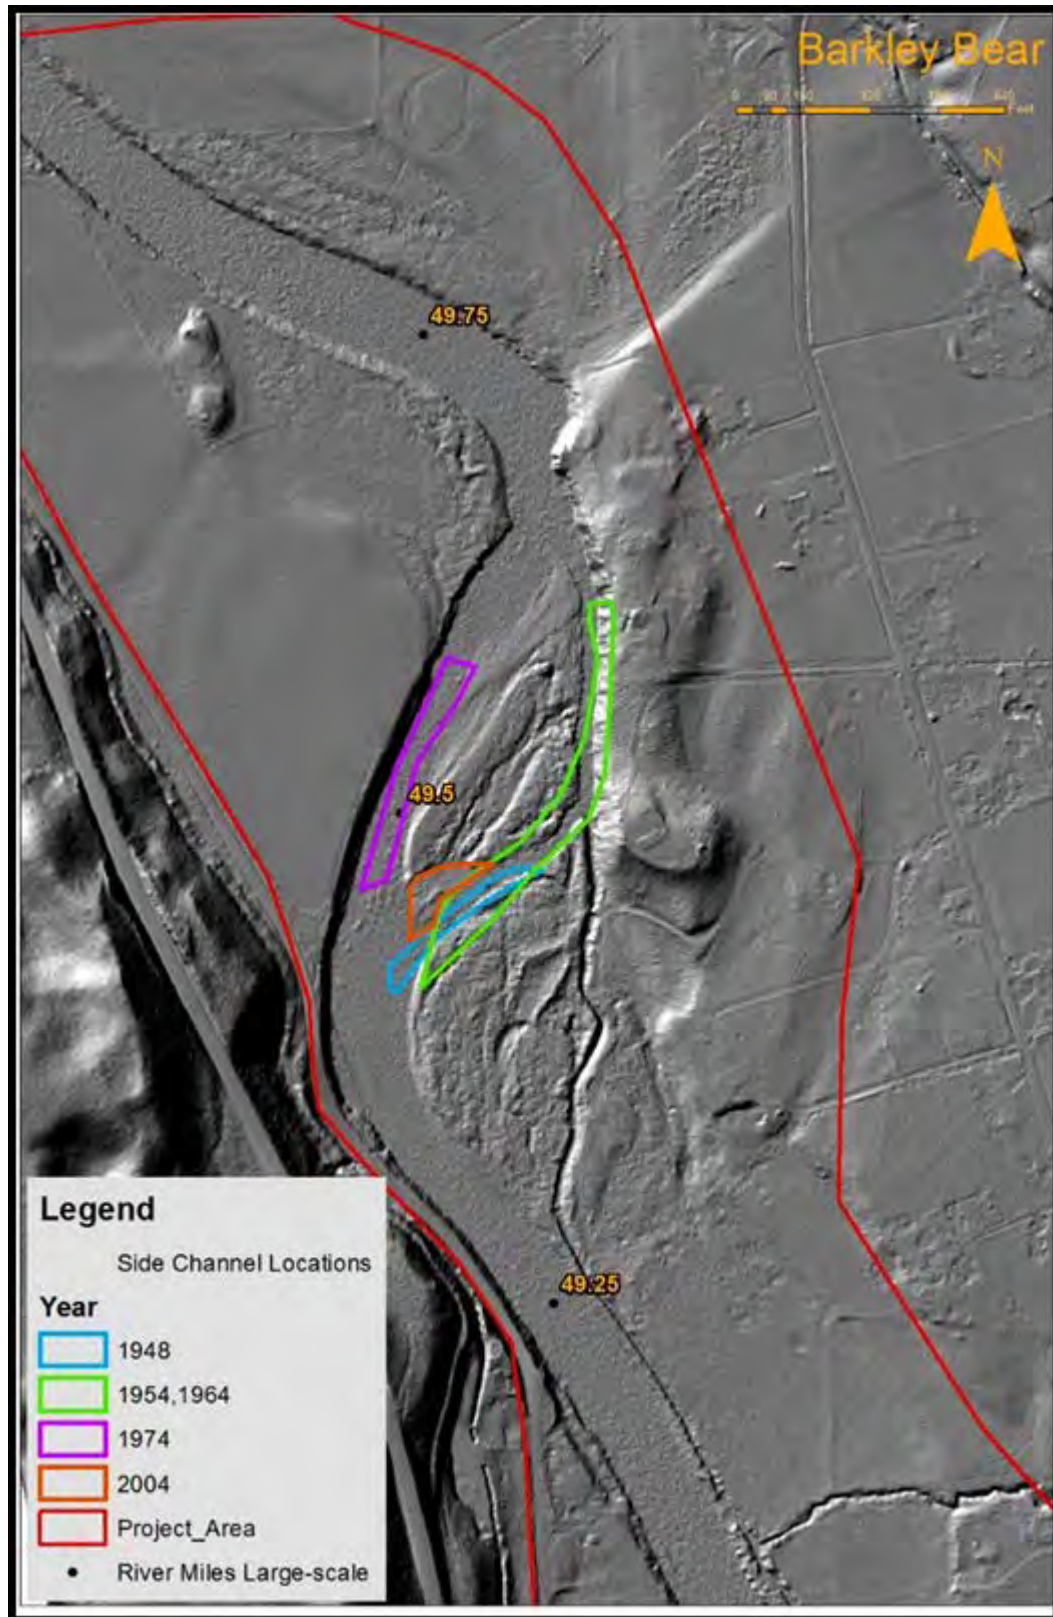 Barkley Bear
Feet
N
49.75
49.5
49.25
Legend
Side Channel Locations
Year
1948
1954,1964
1974
2004
Project_Area
River Miles Large-scale